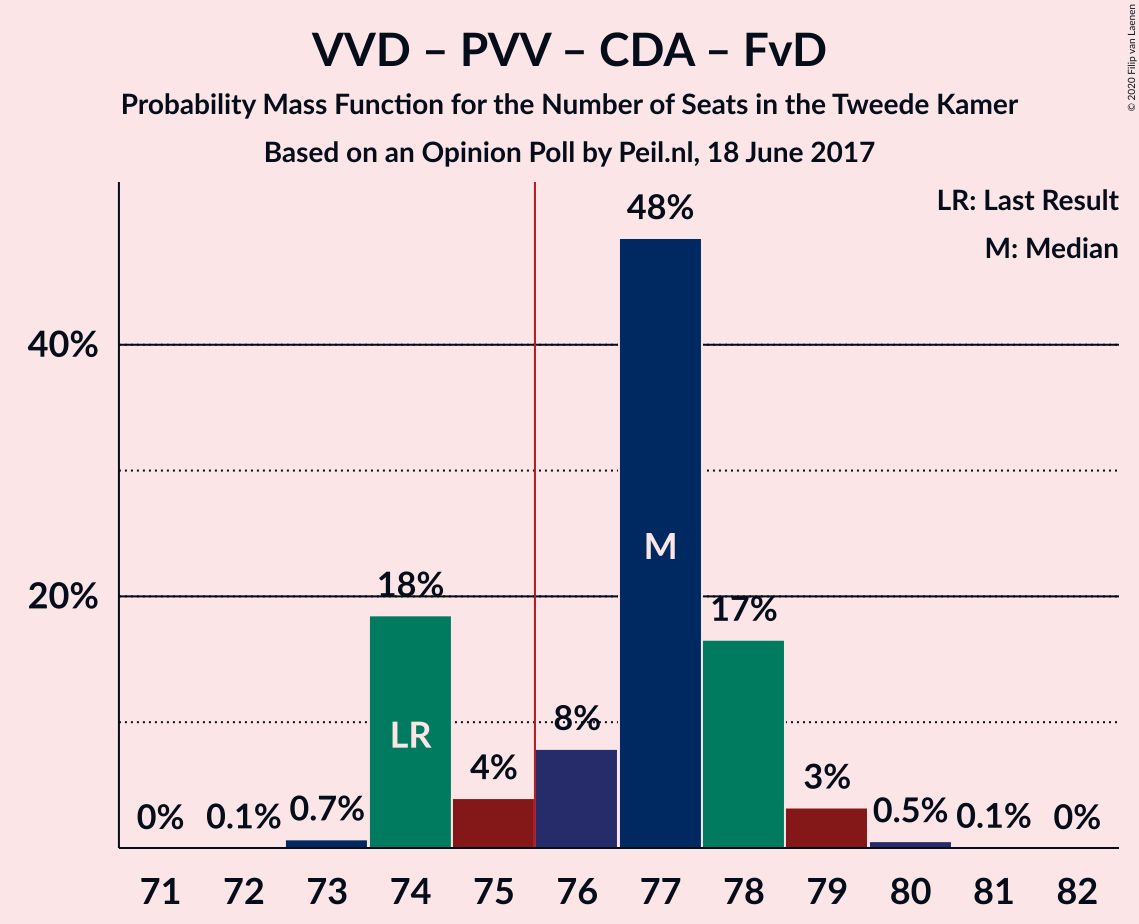 © 2020 Filip van Laenen
VVD – PVV – CDA – FvD
Probability Mass Function for the Number of Seats in the Tweede Kamer
Based on an Opinion Poll by Peil.nl, 18 June 2017
LR: Last Result
M: Median
40%
20%
0%
0.1%
0.7%
18%
LR
4%
8%
48%
M
17%
3%
0.5%
0.1%
0%
71 72 73 74 75 76 77 78 79 80 81 82